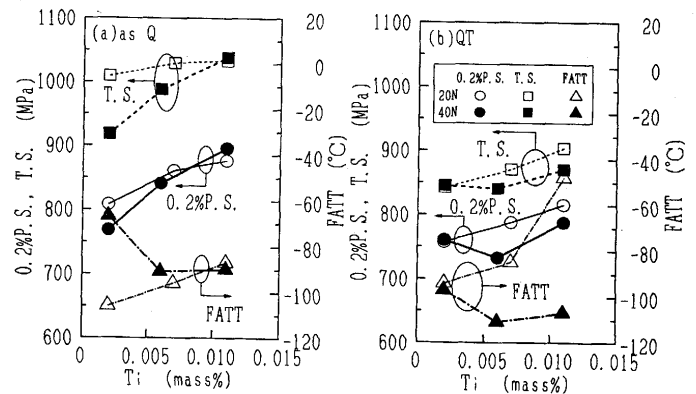 (a)as Q
1100
1000
900
800
700
600
0.2%P.S., T.S. (MPa)
20
0
-20
-40
-60
-80
-100
-120
FATT (°C)
T.S.
0.2%P.S.
FATT
0 0.005 0.01 0.015
Ti (mass%)
(b)QT
0.2%P.S. T.S. FATT
20N
40N
1100
1000
900
800
700
600
0.2%P.S., T.S. (MPa)
20
0
-20
-40
-60
-80
-100
-120
FATT (°C)
T.S.
0.2%P.S.
FATT
0 0.005 0.01 0.015
Ti (mass%)